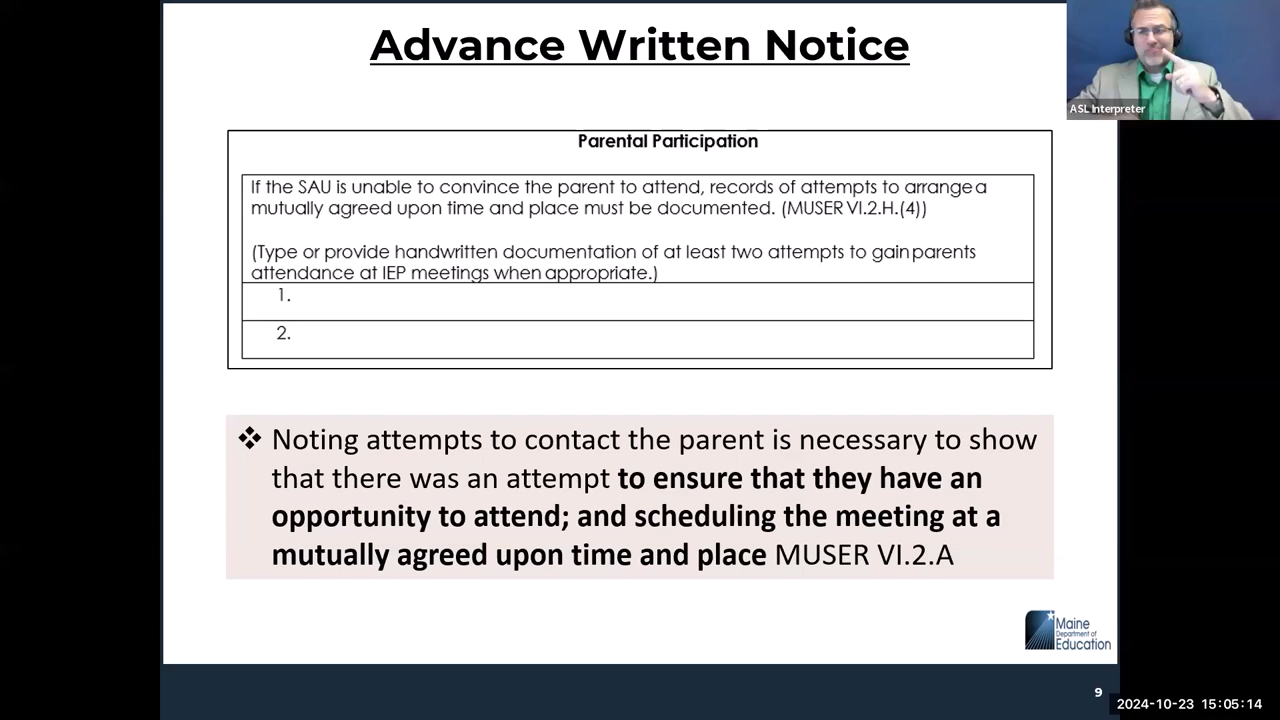 Advance Written Notice
ASL Interpreter
Parental Participation
If the SAU is unable to convince the parent to attend, records of attempts to arrange a
mutually agreed upon time and place must be documented. (MUSER VI.2.H.(4))
(Type or provide handwritten documentation of at least two attempts to gain parents
attendance at IEP meetings when appropriate.)
1.
2.
❖ Noting attempts to contact the parent is necessary to show
that there was an attempt to ensure that they have an
opportunity to attend; and scheduling the meeting at a
mutually agreed upon time and place MUSER VI.2.A
Maine
Department of
Education
9
2024-10-23 15:05:14